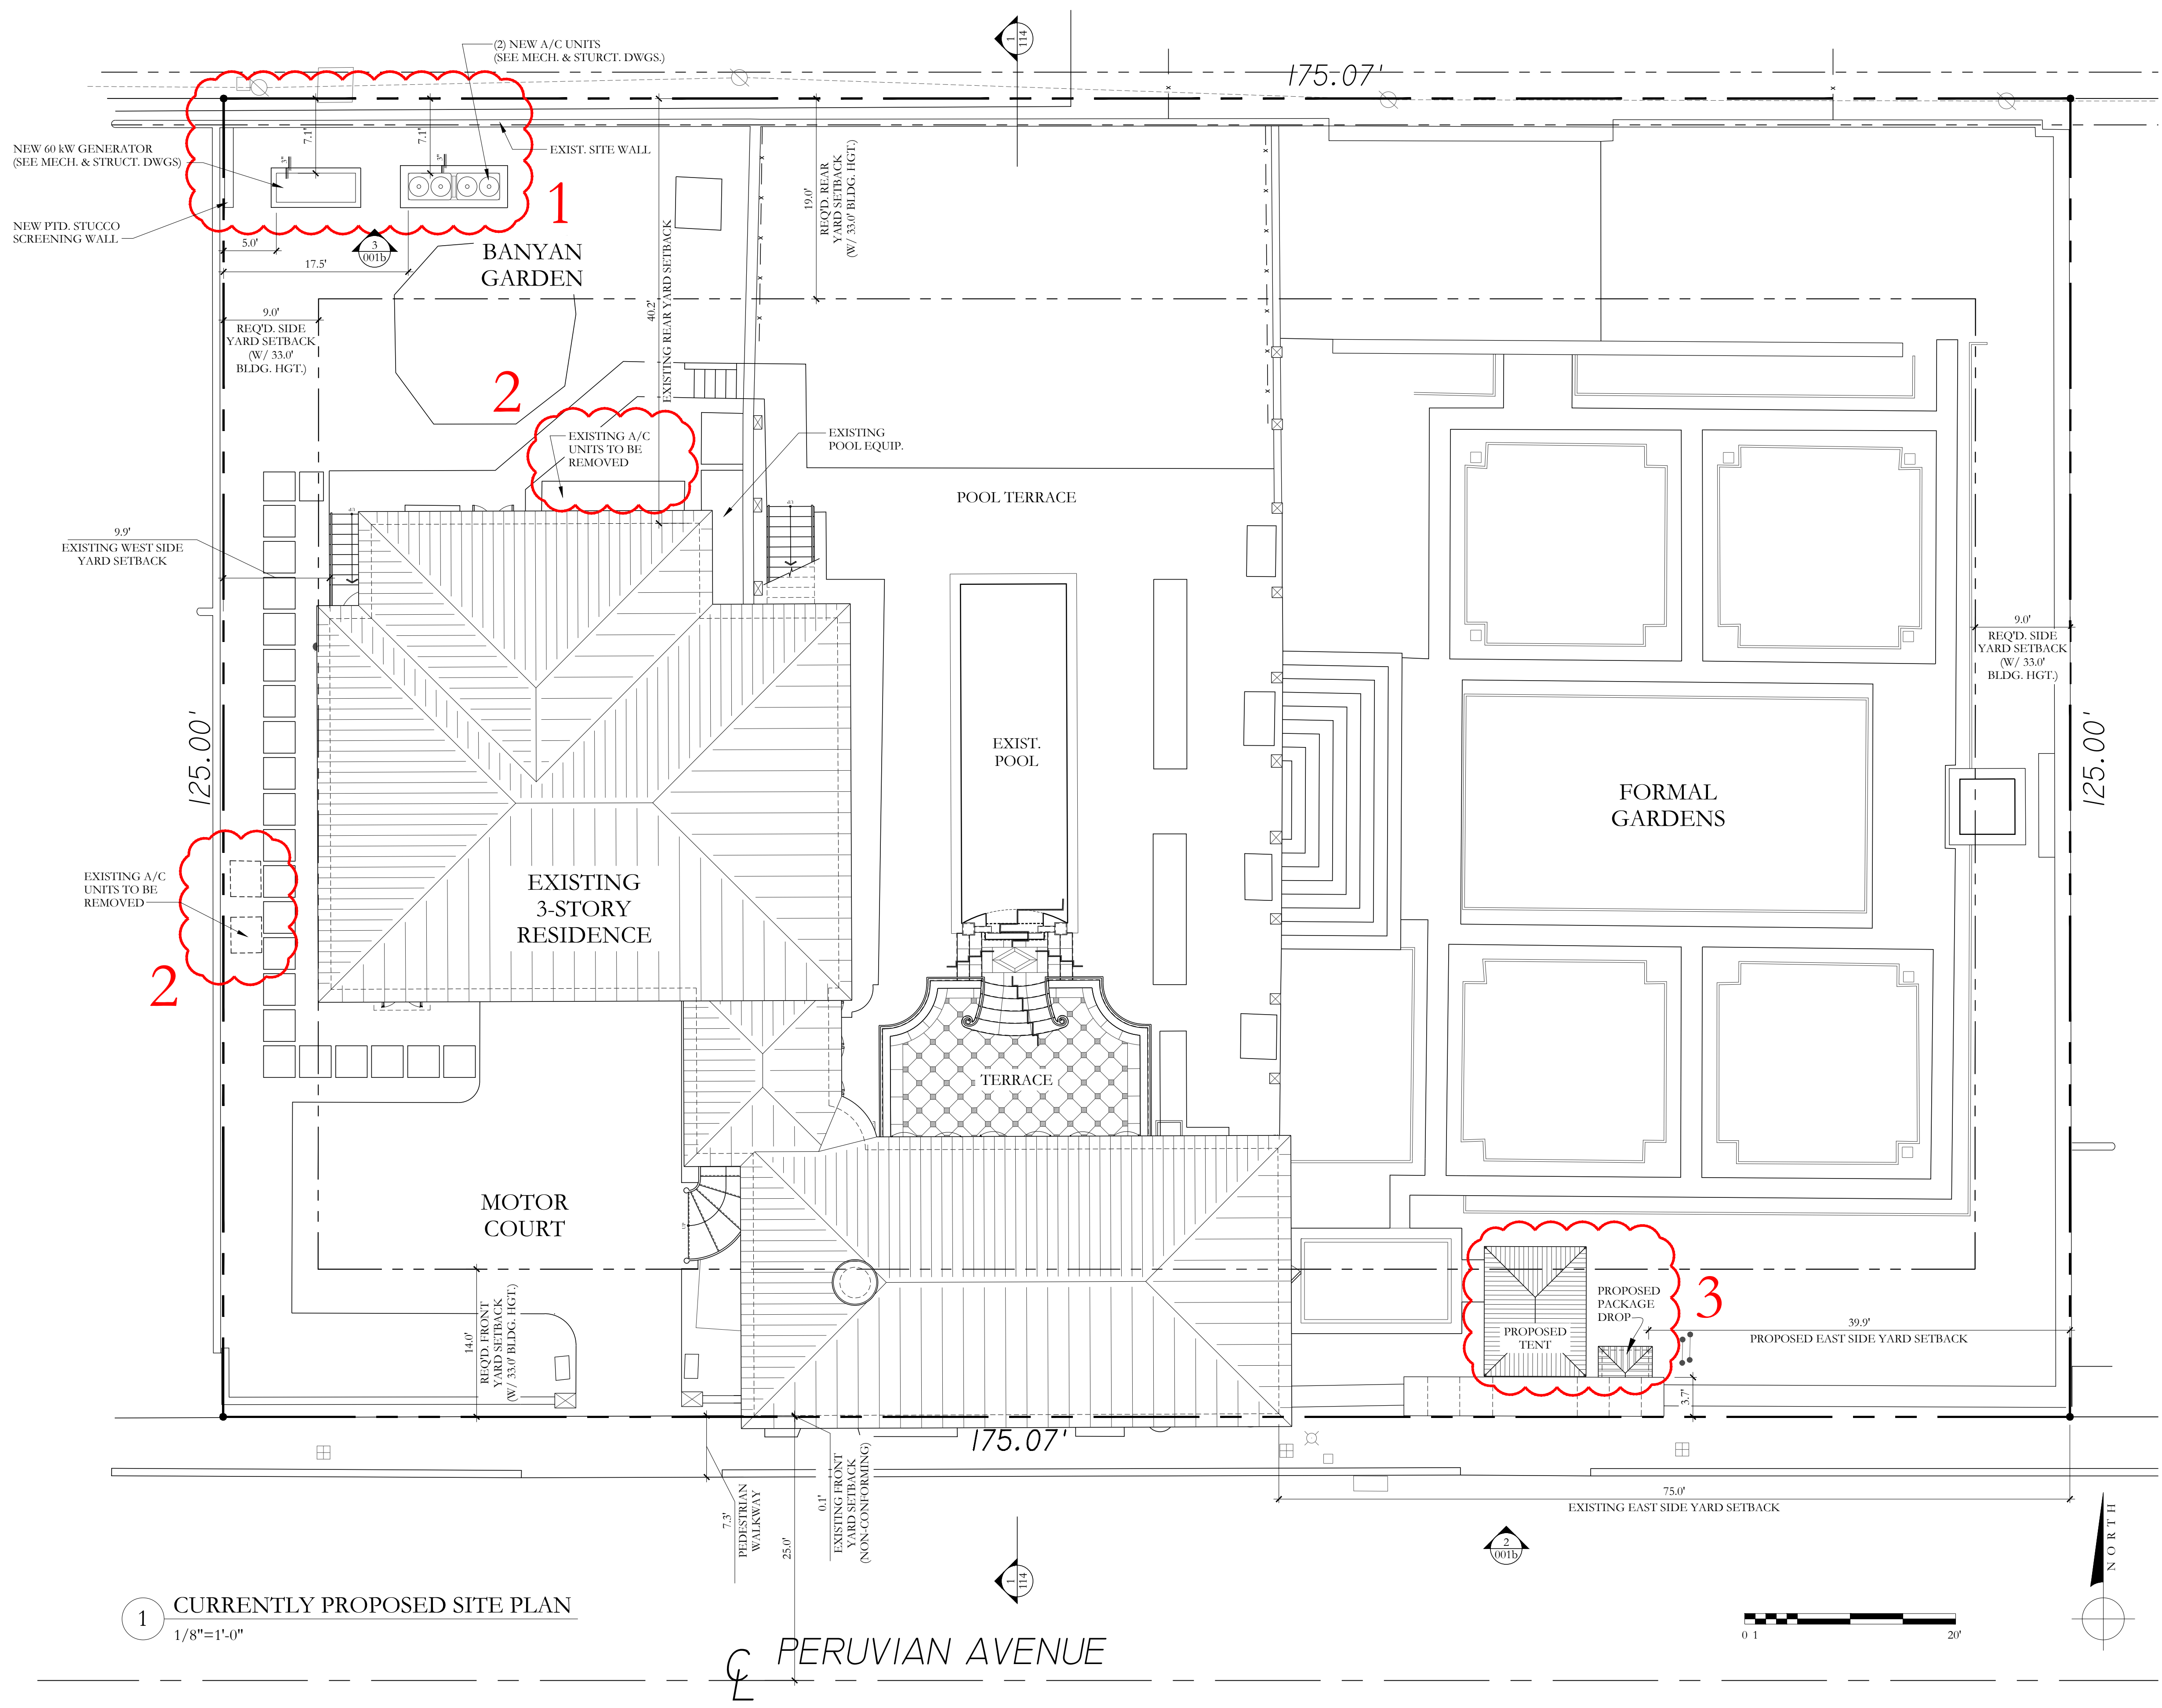 (2) NEW A/C UNITS
(SEE MECH. & STURCT. DWGS.)
1
114
175.07'
NEW 60 kW GENERATOR
(SEE MECH. & STRUCT. DWGS)
7.1'
7.1'
3"
3"
EXIST. SITE WALL
1
NEW PTD. STUCCO
SCREENING WALL
5.0'
17.5'
3
001b
BANYAN
GARDEN
19.0'
REQ'D. REAR
YARD SETBACK
(W/ 33.0' BLDG. HGT.)
40.2'
EXISTING REAR YARD SETBACK
9.0'
REQ'D. SIDE
YARD SETBACK
(W/ 33.0'
BLDG. HGT.)
2
EXISTING A/C
UNITS TO BE
REMOVED
EXISTING
POOL EQUIP.
POOL TERRACE
9.9'
EXISTING WEST SIDE
YARD SETBACK
9.0'
REQ'D. SIDE
YARD SETBACK
(W/ 33.0'
BLDG. HGT.)
125.00'
EXIST.
POOL
FORMAL
GARDENS
125.00'
EXISTING A/C
UNITS TO BE
REMOVED
2
EXISTING
3-STORY
RESIDENCE
TERRACE
MOTOR
COURT
UP
14.0'
REQ'D. FRONT
YARD SETBACK
(W/ 33.0' BLDG. HGT.)
PROPOSED
TENT
PROPOSED
PACKAGE
DROP
3
39.9'
PROPOSED EAST SIDE YARD SETBACK
3.7'
175.07'
7.3'
PEDESTRIAN
WALKWAY
25.0'
0.1'
EXISTING FRONT
YARD SETBACK
(NON-CONFORMING)
75.0'
EXISTING EAST SIDE YARD SETBACK
1
114
2
001b
NORTH
1
CURRENTLY PROPOSED SITE PLAN
1/8"=1'-0"
0 1
20'
PERUVIAN AVENUE
CL